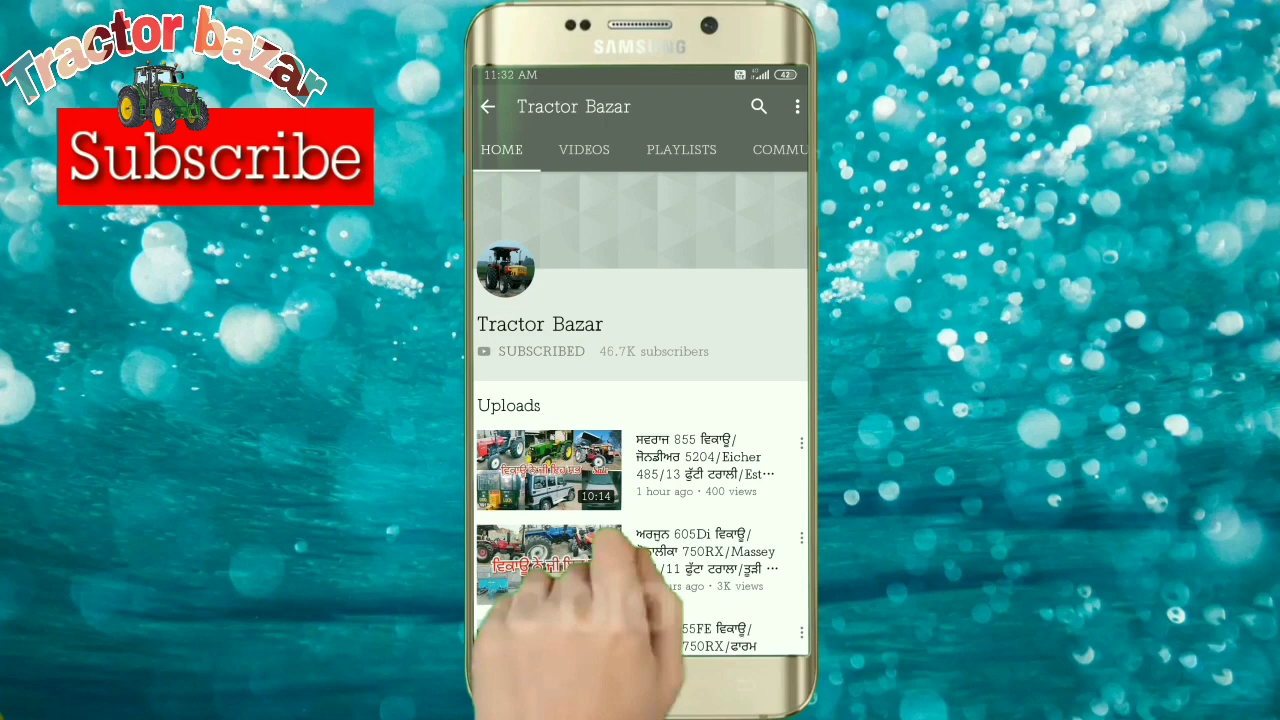 Tractor bazar
Subscribe
SAMSUNG
11:32 AM
42
Tractor Bazar
HOME VIDEOS PLAYLISTS COMMU
Tractor Bazar
SUBSCRIBED 46.7K subscribers
Uploads
ਸਵਰਾਜ 855 ਵਿਕਾਊ/
ਜੋਨਡੀਅਰ 5204/Eicher
485/13 ਫੁੱਟੀ ਟਰਾਲੀ/Est...
1 hour ago • 400 views
10:14
ਅਰਜੁਨ 605Di ਵਿਕਾਊ/
750RX/Massey
/11 ਫੁੱਟਾ ਟਰਾਲਾ/ਤੂੜੀ ...
ago • 3K views
ਵਿਕਾਊ ਨੇ ਜੀ
55FE ਵਿਕਾਊ/
750RX/ਫਾਰਮ